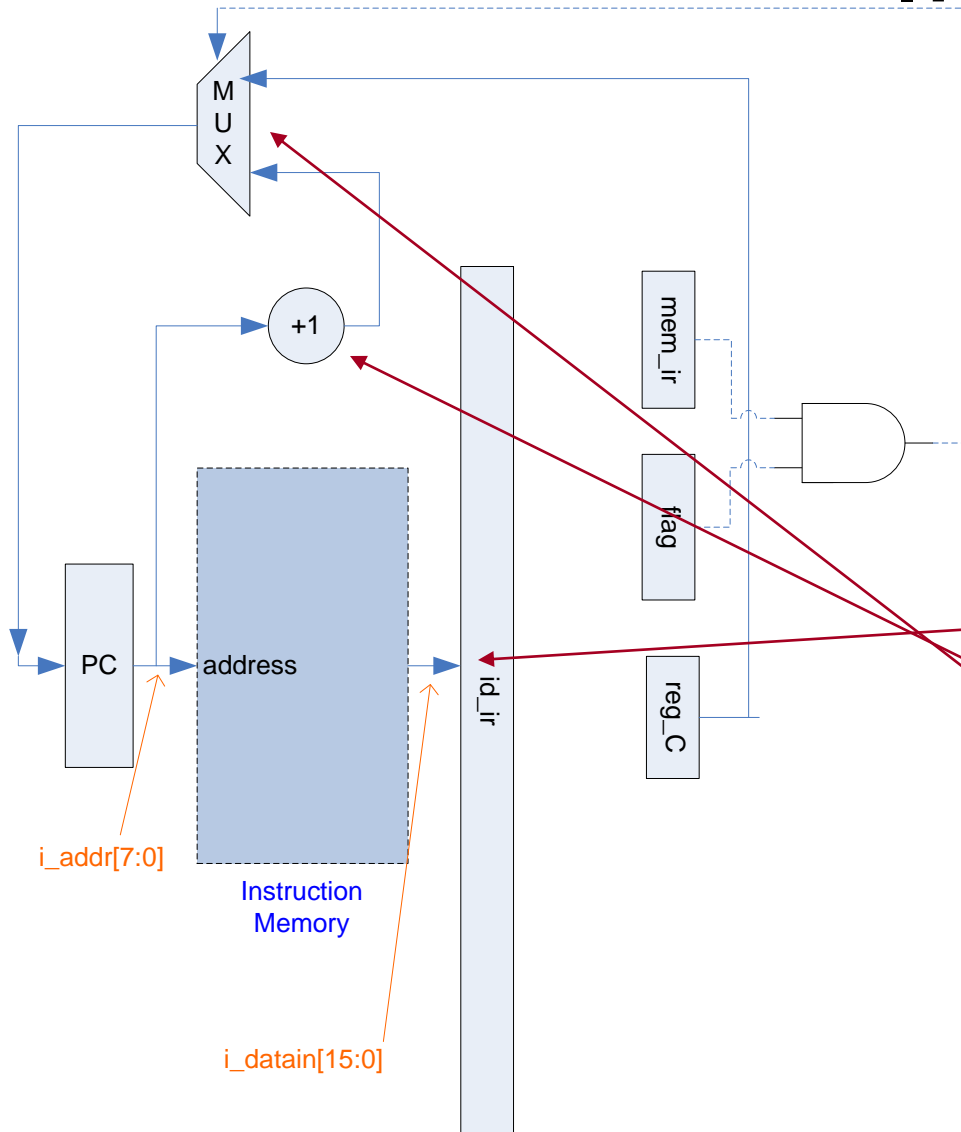 M
U
X
+1
mem_ir
flag
PC
address
id_ir
reg_C
i_addr[7:0]
Instruction
Memory
i_datain[15:0]